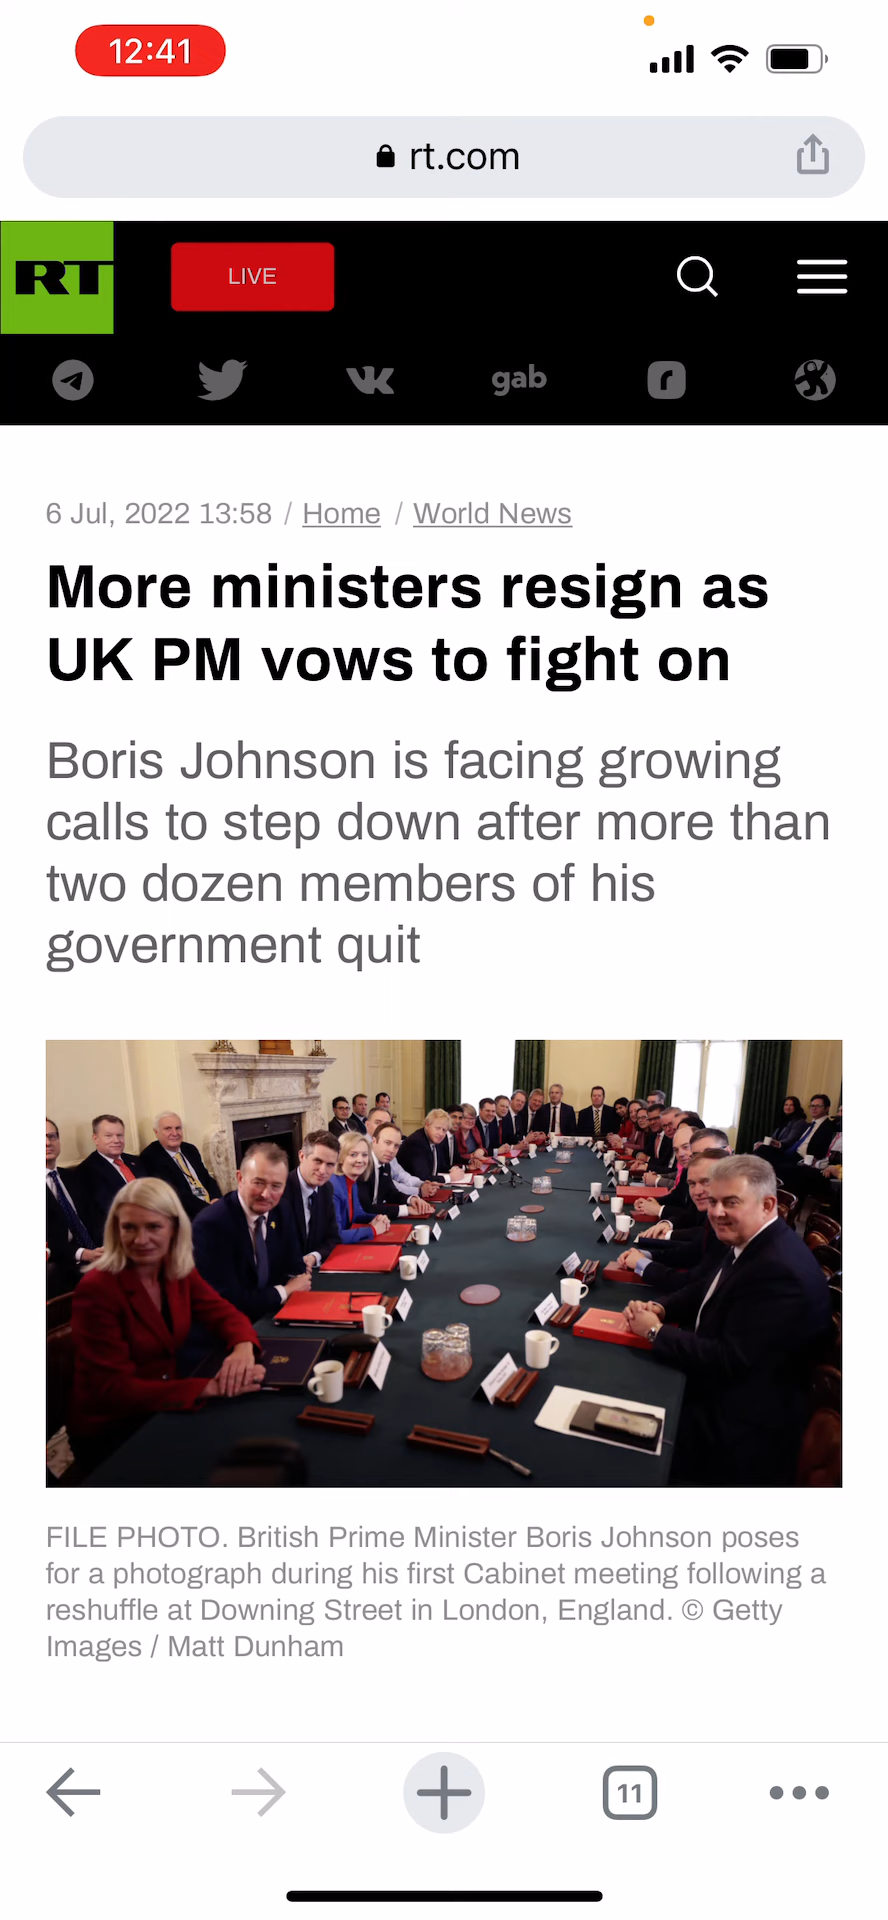 12:41
rt.com
RT
LIVE
gab
6 Jul, 2022 13:58 / Home / World News
More ministers resign as
UK PM vows to fight on
Boris Johnson is facing growing
calls to step down after more than
two dozen members of his
government quit
FILE PHOTO. British Prime Minister Boris Johnson poses
for a photograph during his first Cabinet meeting following a
reshuffle at Downing Street in London, England. © Getty
Images / Matt Dunham
11